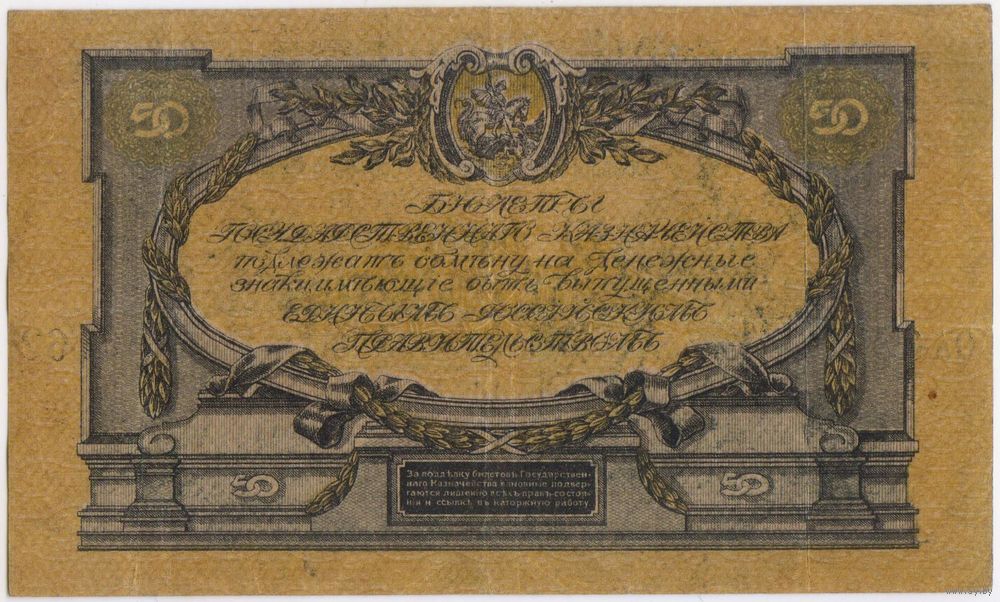 50
50
БИЛЕТЫ
ГОСУДАРСТВЕННАГО КАЗНАЧЕЙСТВА
подлежатъ обмѣну на Денежные
знаки, имѣющіе быть выпущенными
ЕДИНЫМЪ РОССІЙСКИМЪ
ПРАВИТЕЛЬСТВОМЪ
50
50
За поддѣлку билетовъ Государствен-
наго Казначейства виновные подвер-
гаются лишенію всѣхъ правъ состоя-
нія и ссылкѣ въ каторжную работу